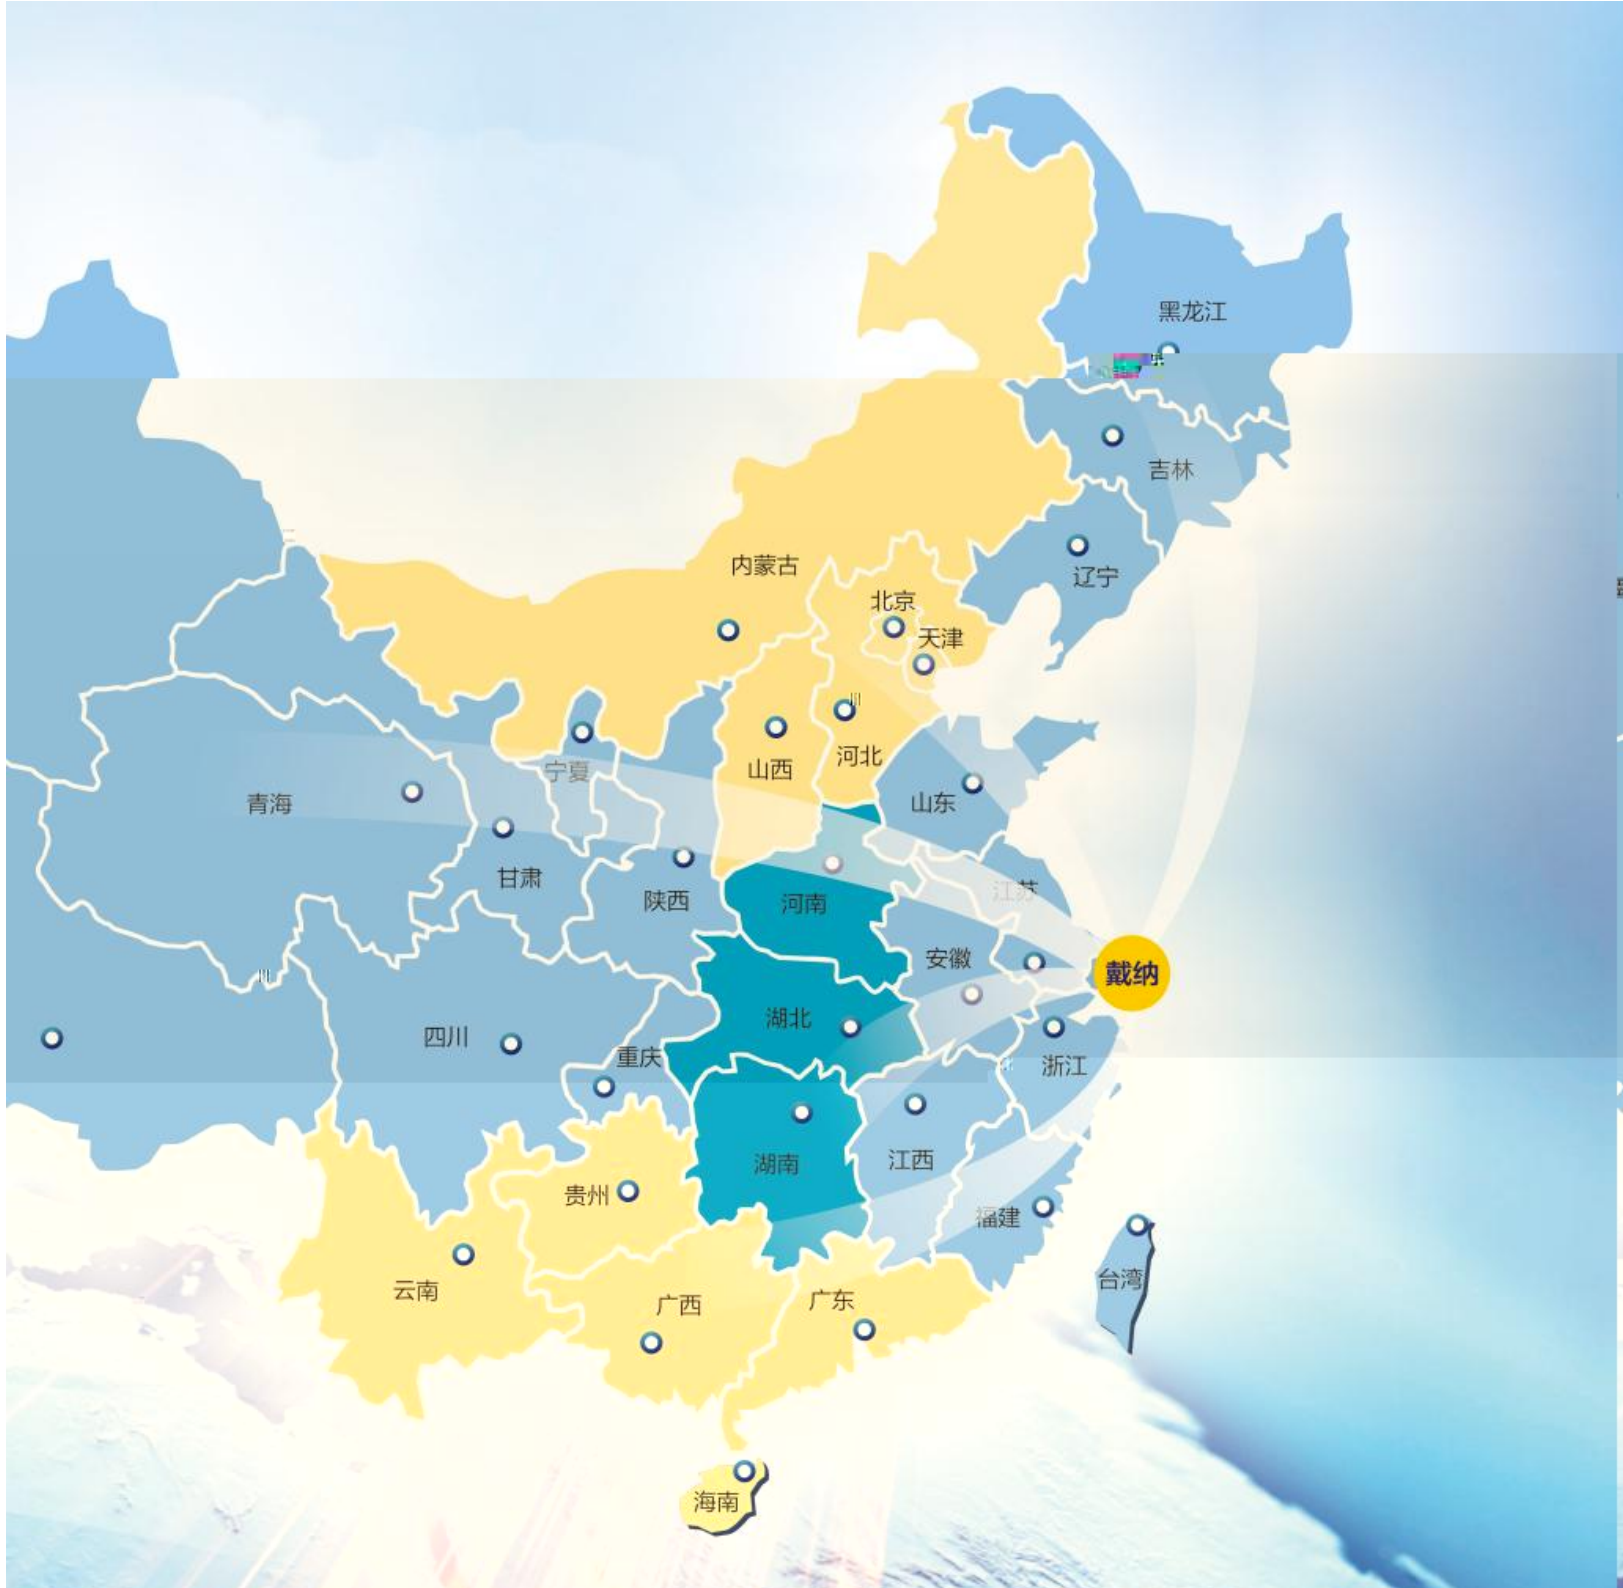 黑龙江
吉林
辽宁
内蒙古
北京
天津
河北
山西
宁夏
山东
青海
甘肃
陕西
河南
江苏
安徽
戴纳
湖北
四川
重庆
浙江
湖南
江西
贵州
福建
云南
广西
广东
台湾
海南